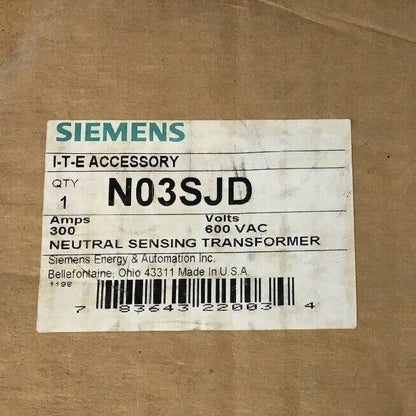 SIEMENS
I-T-E ACCESSORY
QTY
1 N03SJD
Amps Volts
300 600 VAC
NEUTRAL SENSING TRANSFORMER
Siemens Energy & Automation Inc.
Bellefontaine, Ohio 43311 Made In U.S.A.
1198
7 83643 22003 4